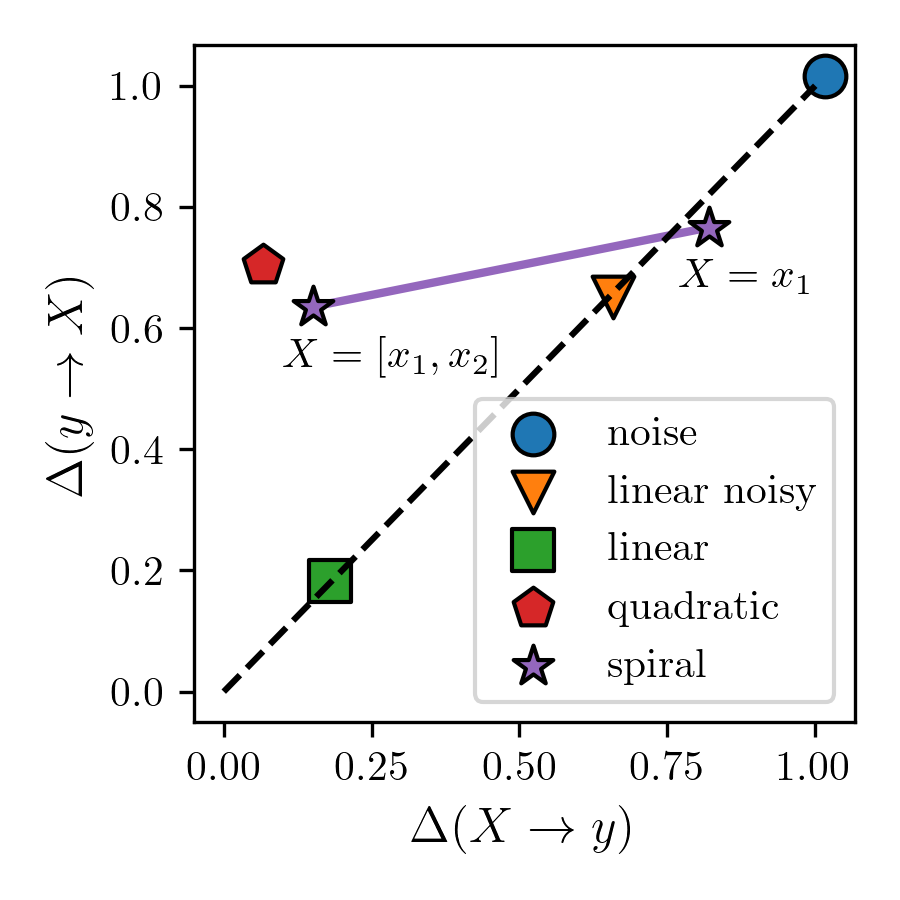 1.0
0.8
0.6
0.4
0.2
0.0
Δ(y → X)
X = x₁
X = [x₁, x₂]
noise
linear noisy
linear
quadratic
spiral
0.00 0.25 0.50 0.75 1.00
Δ(X → y)